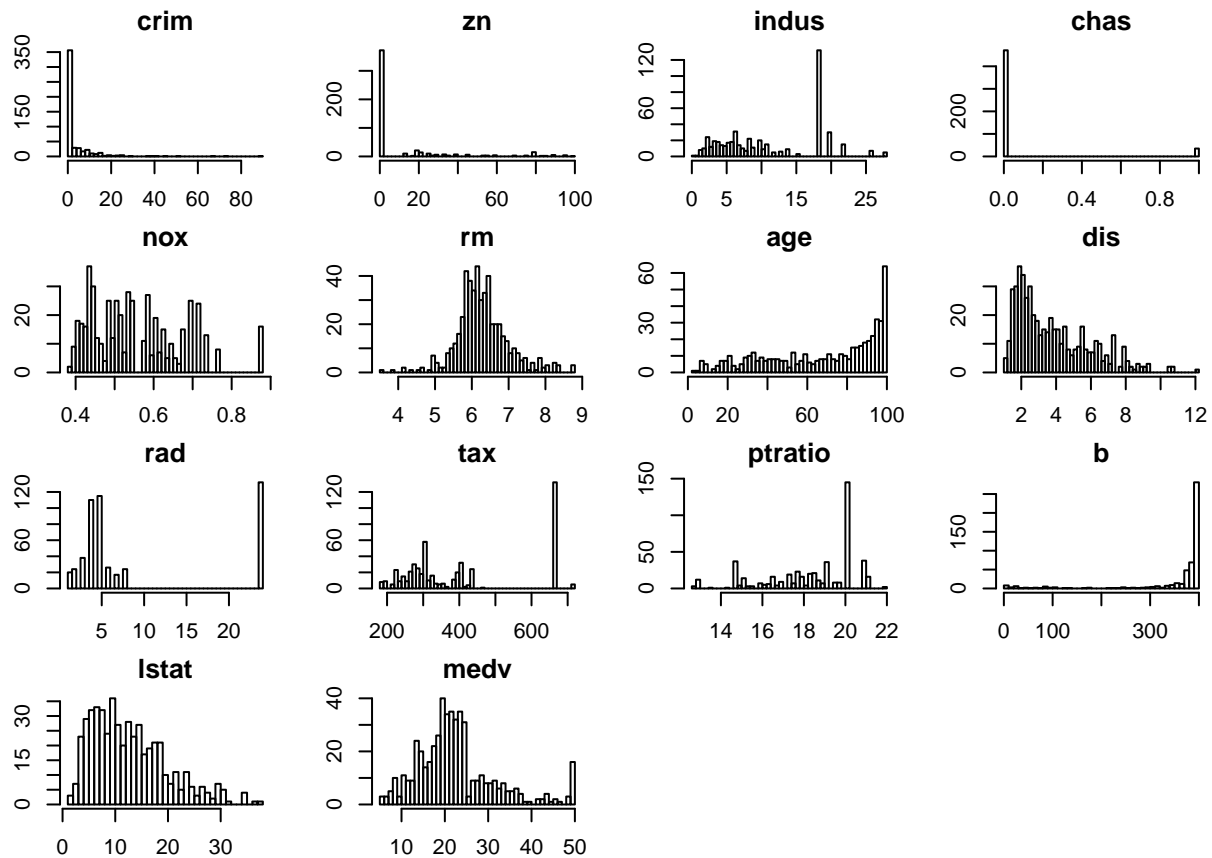 crim
zn
indus
chas
0 150 350
0 20 40 60 80
0 200
0 20 60 100
0 40 80 120
0 5 15 25
0 200
0.0 0.4 0.8
nox
rm
age
dis
0 20
0.4 0.6 0.8
0 20 40
4 5 6 7 8 9
0 30 60
0 20 60 100
0 20
2 4 6 8 12
rad
tax
ptratio
b
0 60 120
5 10 15 20
0 60 120
200 400 600
0 50 150
14 16 18 20 22
0 150
0 100 300
lstat
medv
0 15 30
0 10 20 30
0 20 40
10 20 30 40 50